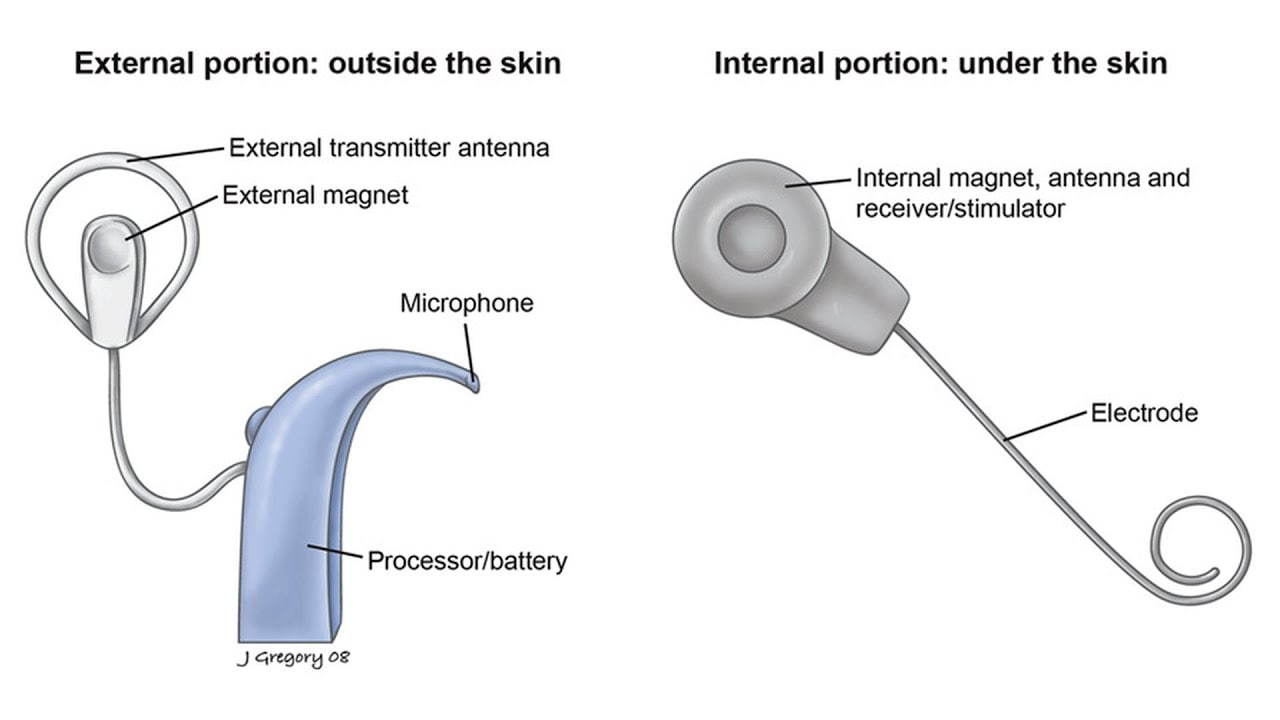 External portion: outside the skin
External transmitter antenna
External magnet
Microphone
Processor/battery
J Gregory 08
Internal portion: under the skin
Internal magnet, antenna and
receiver/stimulator
Electrode